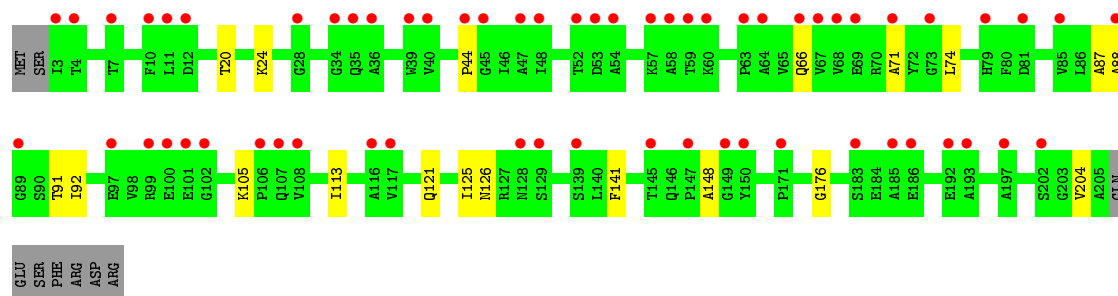 MET SER I3 T4 T7 F10 L11 D12 T20 K24 G28 G34 Q35 A36 W39 V40 P44 G45 I46 A47 I48 T52 D53 A54 K57 A58 T59 K60 P63 A64 V65 Q66 V67 V68 E69 R70 A71 Y72 G73 L74 H79 F80 D81 V85 L86 A87 A88
G89 S90 T91 I92 E97 V98 R99 E100 E101 G102 K105 P106 Q107 V108 I113 A116 V117 Q121 I125 N126 R127 N128 S129 S139 L140 F141 T145 Q146 P147 A148 G149 Y150 P171 G176 S183 E184 A185 E186 E192 A193 A197 S202 G203 V204 A205 GLN
GLU SER PHE ARG ASP ARG